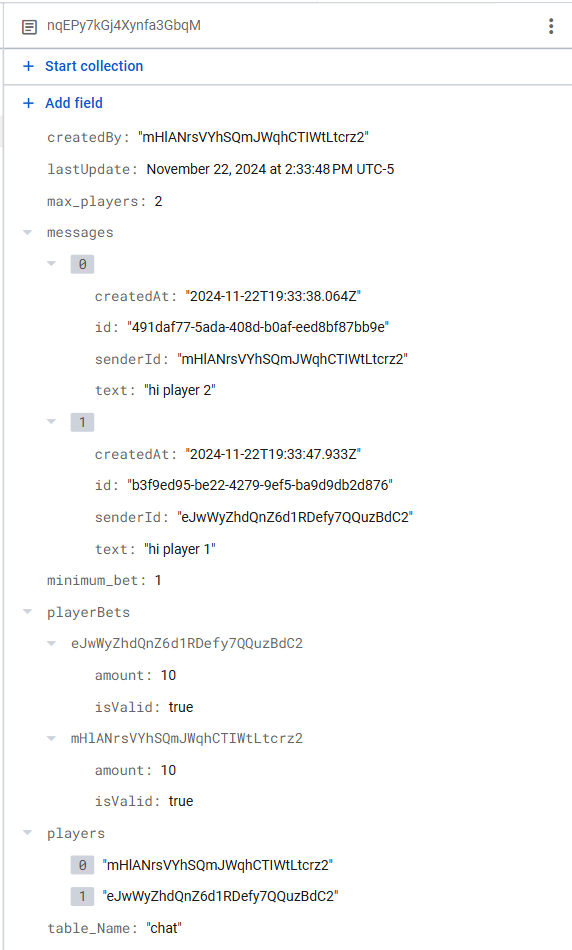 nqEPy7kGj4Xynfa3GbqM
+ Start collection
+ Add field
createdBy: "mHlANrsVYhSQmJWqhCTIWtLtcrz2"
lastUpdate: November 22, 2024 at 2:33:48 PM UTC-5
max_players: 2
messages
0
createdAt: "2024-11-22T19:33:38.064Z"
id: "491daf77-5ada-408d-b0af-eed8bf87bb9e"
senderId: "mHlANrsVYhSQmJWqhCTIWtLtcrz2"
text: "hi player 2"
1
createdAt: "2024-11-22T19:33:47.933Z"
id: "b3f9ed95-be22-4279-9ef5-ba9d9db2d876"
senderId: "eJwWyZhdQnZ6d1RDefy7QQuzBdC2"
text: "hi player 1"
minimum_bet: 1
playerBets
eJwWyZhdQnZ6d1RDefy7QQuzBdC2
amount: 10
isValid: true
mHlANrsVYhSQmJWqhCTIWtLtcrz2
amount: 10
isValid: true
players
0 "mHlANrsVYhSQmJWqhCTIWtLtcrz2"
1 "eJwWyZhdQnZ6d1RDefy7QQuzBdC2"
table_Name: "chat"